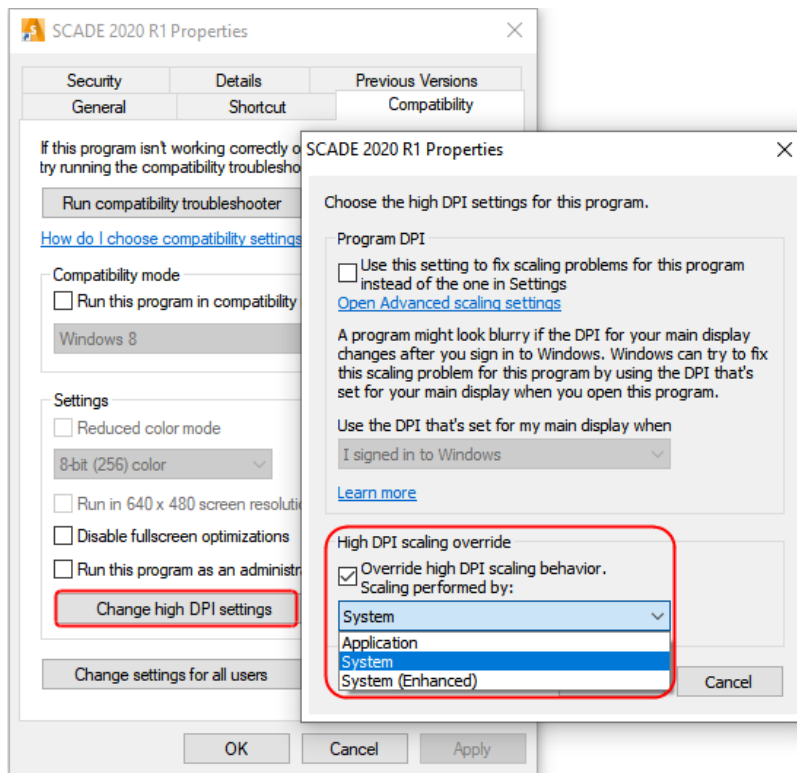 SCADE 2020 R1 Properties
Security Details Previous Versions
General Shortcut Compatibility
If this program isn't working correctly o
try running the compatibility troublesho
Run compatibility troubleshooter
How do I choose compatibility settings
Compatibility mode
Run this program in compatibility
Windows 8
Settings
Reduced color mode
8-bit (256) color
Run in 640 x 480 screen resoluti
Disable fullscreen optimizations
Run this program as an administr
Change high DPI settings
Change settings for all users
OK Cancel Apply
SCADE 2020 R1 Properties
Choose the high DPI settings for this program.
Program DPI
Use this setting to fix scaling problems for this program
instead of the one in Settings
Open Advanced scaling settings
A program might look blurry if the DPI for your main display
changes after you sign in to Windows. Windows can try to fix
this scaling problem for this program by using the DPI that's
set for your main display when you open this program.
Use the DPI that's set for my main display when
I signed in to Windows
Learn more
High DPI scaling override
Override high DPI scaling behavior.
Scaling performed by:
System
Application
System
System (Enhanced)
Cancel